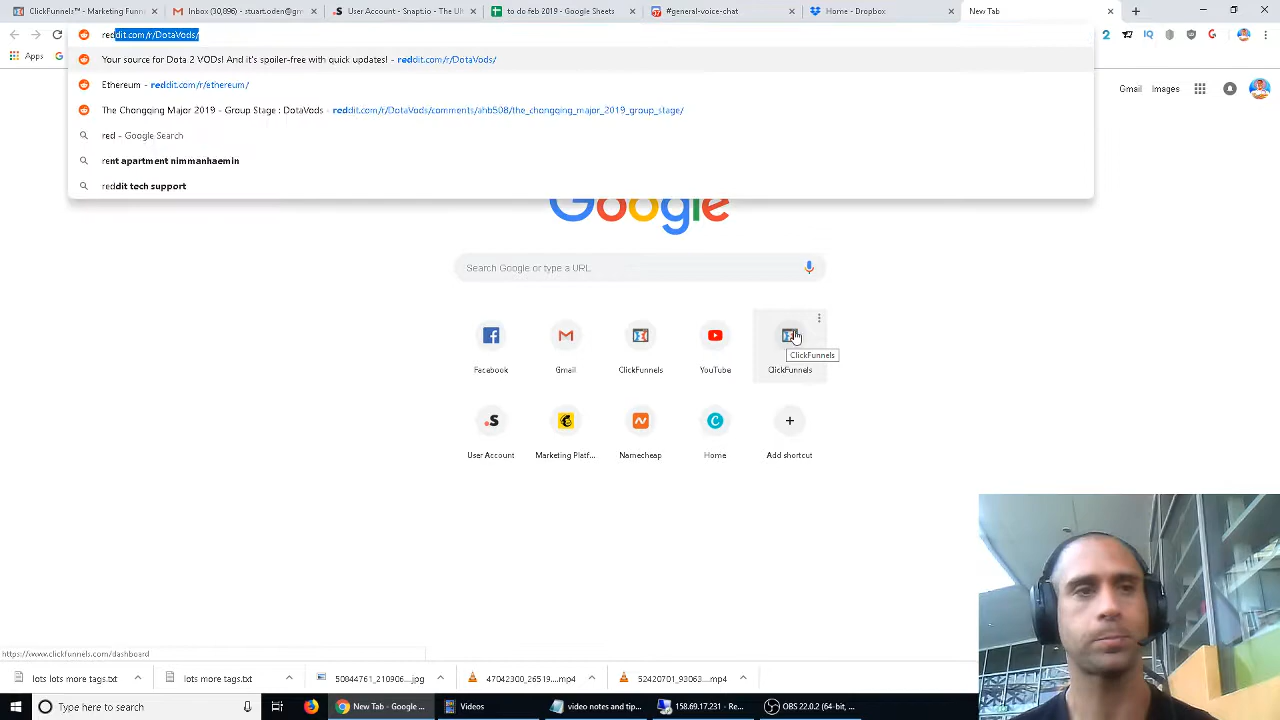 ClickFunnels™ - Marketing Funn
Inbox (30,896) - stuart.oden@gm
User Account - Snapt.io - The Ult
to do feb 2019 - Google Sheets
#general-voice-chat
Home - Dropbox
New Tab
reddit.com/r/DotaVods/
Apps
Your source for Dota 2 VODs! And it's spoiler-free with quick updates! - reddit.com/r/DotaVods/
Ethereum - reddit.com/r/ethereum/
Gmail Images
The Chongqing Major 2019 - Group Stage : DotaVods - reddit.com/r/DotaVods/comments/ahb508/the_chongqing_major_2019_group_stage/
red - Google Search
rent apartment nimmanhaemin
reddit tech support
Google
Search Google or type a URL
ClickFunnels
Facebook Gmail ClickFunnels YouTube ClickFunnels
User Account Marketing Platf... Namecheap Home Add shortcut
https://www.clickfunnels.com/dashboard
lots lots more tags.txt
lots more tags.txt
50044761_210906....jpg
47042300_26519....mp4
52420701_93063....mp4
Type here to search
New Tab - Google ...
Videos
video notes and tip...
158.69.17.231 - Re...
OBS 22.0.2 (64-bit, ...